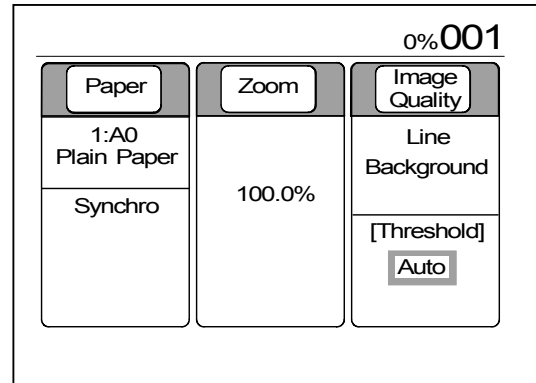 0%001
Paper
1:A0
Plain Paper
Synchro
Zoom
100.0%
Image
Quality
Line
Background
[Threshold]
Auto